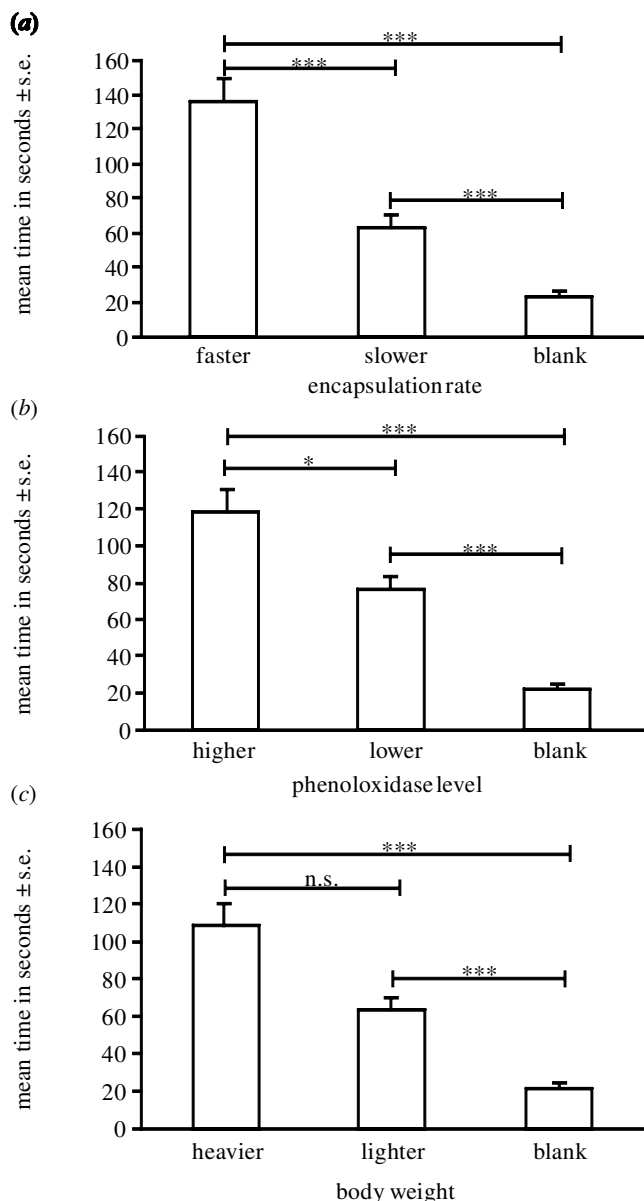 (a)
***
***
***
mean time in seconds ± s.e.
160
140
120
100
80
60
40
20
0
faster slower blank
encapsulation rate
(b)
***
*
***
mean time in seconds ± s.e.
160
140
120
100
80
60
40
20
0
higher lower blank
phenoloxidase level
(c)
***
n.s.
***
mean time in seconds ± s.e.
160
140
120
100
80
60
40
20
0
heavier lighter blank
body weight